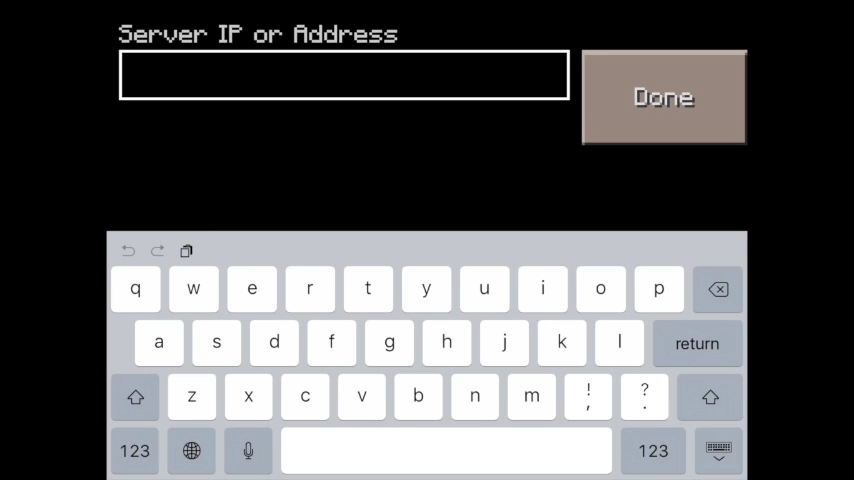 Server IP or Address
Done
q w e r t y u i o p
a s d f g h j k l return
z x c v b n m ! , ? .
123 123